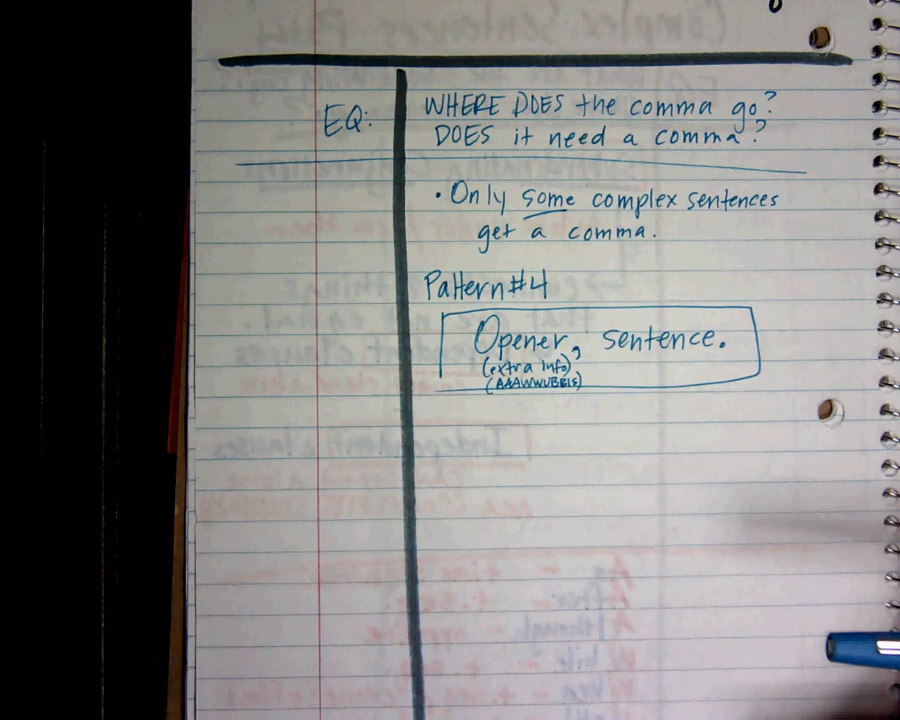 EQ:
WHERE DOES the comma go?
DOES it need a comma?
• Only some complex sentences
get a comma.
Pattern #4
Opener, sentence.
(extra info)
(AAAWWUBBIS)